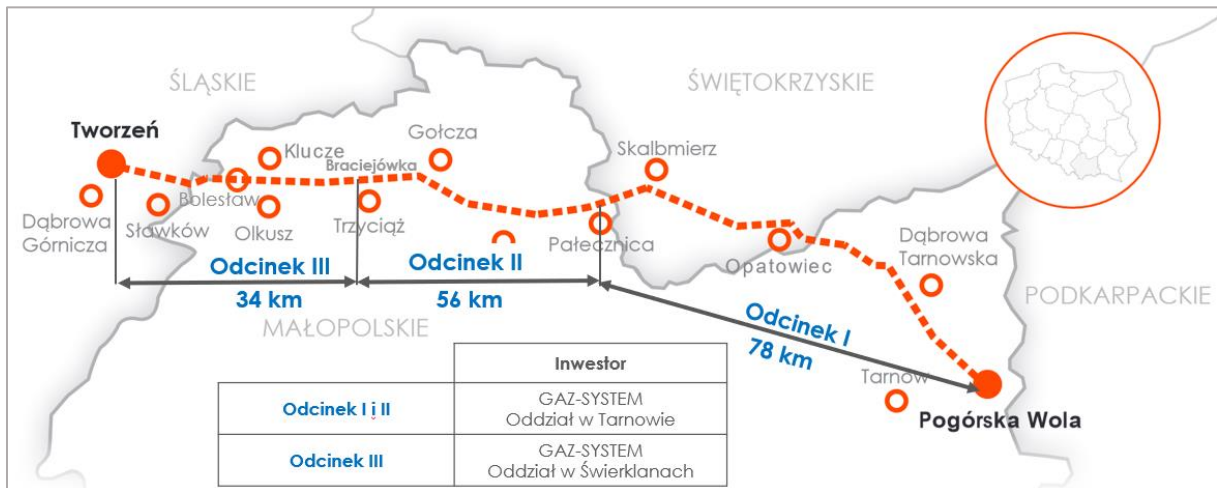 ŚLĄSKIE
ŚWIĘTOKRZYSKIE
Tworzeń
Gołcza
Klucze
Braciejówka
Skalbmierz
Bolesław
Dąbrowa
Górnicza
Sławków
Olkusz
Trzyciąż
Pałecznica
Opatowiec
Dąbrowa
Tarnowska
Odcinek III
34 km
Odcinek II
56 km
PODKARPACKIE
MAŁOPOLSKIE
Odcinek I
78 km
Tarnów
Pogórska Wola
Inwestor
Odcinek I i II
GAZ-SYSTEM
Oddział w Tarnowie
Odcinek III
GAZ-SYSTEM
Oddział w Świerklanach